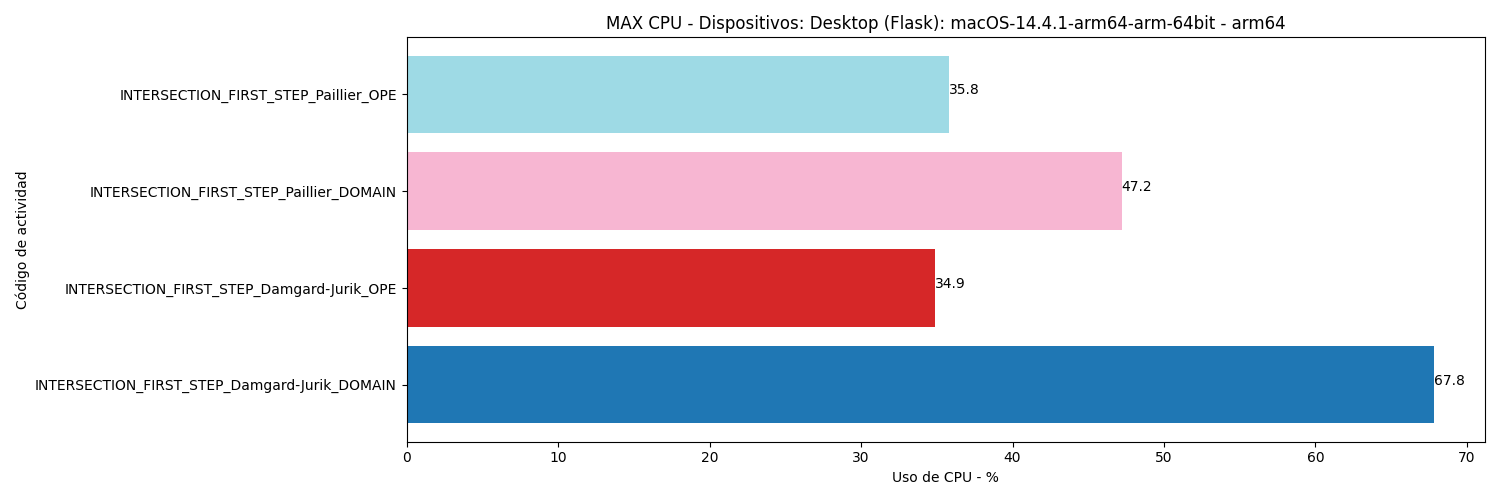 MAX CPU - Dispositivos: Desktop (Flask): macOS-14.4.1-arm64-arm-64bit - arm64
Código de actividad
INTERSECTION_FIRST_STEP_Paillier_OPE
35.8
INTERSECTION_FIRST_STEP_Paillier_DOMAIN
47.2
INTERSECTION_FIRST_STEP_Damgard-Jurik_OPE
34.9
INTERSECTION_FIRST_STEP_Damgard-Jurik_DOMAIN
67.8
0 10 20 30 40 50 60 70
Uso de CPU - %